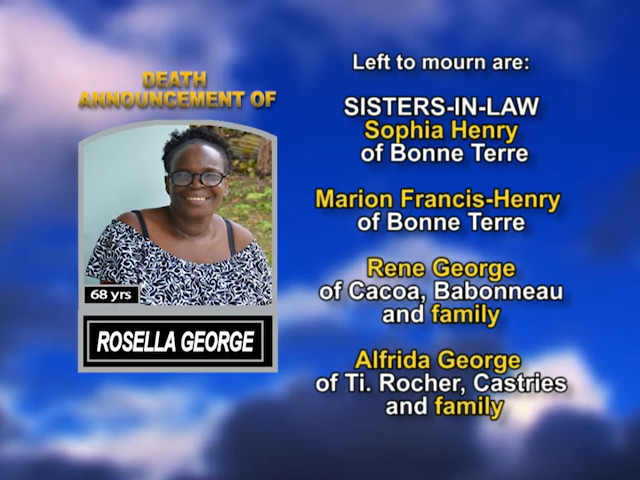 DEATH
ANNOUNCEMENT OF
68 yrs
ROSELLA GEORGE
Left to mourn are:
SISTERS-IN-LAW
Sophia Henry
of Bonne Terre
Marion Francis-Henry
of Bonne Terre
Rene George
of Cacoa, Babonneau
and family
Alfrida George
of Ti. Rocher, Castries
and family